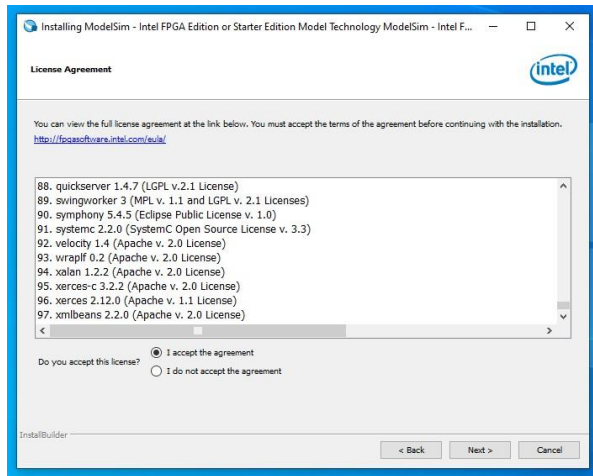 Installing ModelSim - Intel FPGA Edition or Starter Edition Model Technology ModelSim - Intel F...
License Agreement
intel
You can view the full license agreement at the link below. You must accept the terms of the agreement before continuing with the installation.
http://fpgasoftware.intel.com/eula/
88. quickserver 1.4.7 (LGPL v.2.1 License)
89. swingworker 3 (MPL v. 1.1 and LGPL v. 2.1 Licenses)
90. symphony 5.4.5 (Eclipse Public License v. 1.0)
91. systemc 2.2.0 (SystemC Open Source License v. 3.3)
92. velocity 1.4 (Apache v. 2.0 License)
93. wraplf 0.2 (Apache v. 2.0 License)
94. xalan 1.2.2 (Apache v. 2.0 License)
95. xerces-c 3.2.2 (Apache v. 2.0 License)
96. xerces 2.12.0 (Apache v. 1.1 License)
97. xmlbeans 2.2.0 (Apache v. 2.0 License)
Do you accept this license?
I accept the agreement
I do not accept the agreement
InstallBuilder
< Back
Next >
Cancel